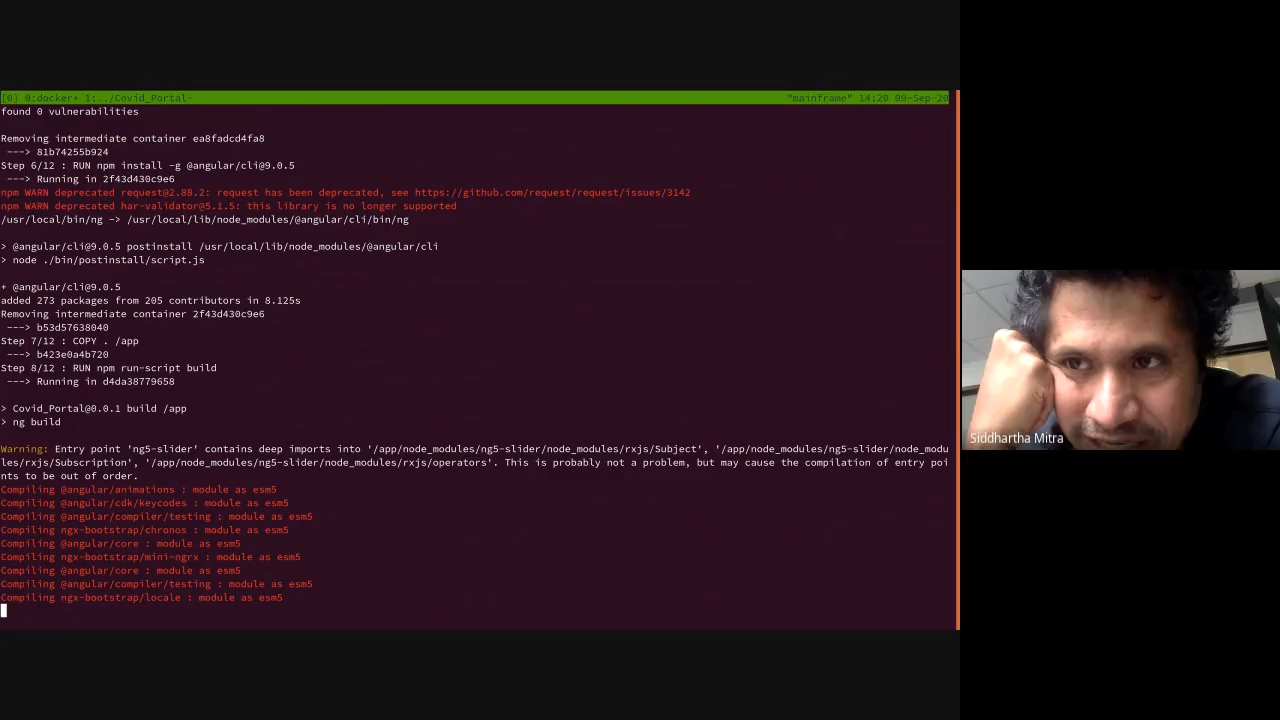 [0] 0:docker* 1:../Covid_Portal- "mainframe" 14:20 09-Sep-20
found 0 vulnerabilities
Removing intermediate container ea8fadcd4fa8
---> 81b74255b924
Step 6/12 : RUN npm install -g @angular/cli@9.0.5
---> Running in 2f43d430c9e6
npm WARN deprecated request@2.88.2: request has been deprecated, see https://github.com/request/request/issues/3142
npm WARN deprecated har-validator@5.1.5: this library is no longer supported
/usr/local/bin/ng -> /usr/local/lib/node_modules/@angular/cli/bin/ng
> @angular/cli@9.0.5 postinstall /usr/local/lib/node_modules/@angular/cli
> node ./bin/postinstall/script.js
+ @angular/cli@9.0.5
added 273 packages from 205 contributors in 8.125s
Removing intermediate container 2f43d430c9e6
---> b53d57638040
Step 7/12 : COPY . /app
---> b423e0a4b720
Step 8/12 : RUN npm run-script build
---> Running in d4da38779658
> Covid_Portal@0.0.1 build /app
> ng build
Warning: Entry point 'ng5-slider' contains deep imports into '/app/node_modules/ng5-slider/node_modules/rxjs/Subject', '/app/node_modules/ng5-slider/node_modu
les/rxjs/Subscription', '/app/node_modules/ng5-slider/node_modules/rxjs/operators'. This is probably not a problem, but may cause the compilation of entry poi
nts to be out of order.
Compiling @angular/animations : module as esm5
Compiling @angular/cdk/keycodes : module as esm5
Compiling @angular/compiler/testing : module as esm5
Compiling ngx-bootstrap/chronos : module as esm5
Compiling @angular/core : module as esm5
Compiling ngx-bootstrap/mini-ngrx : module as esm5
Compiling @angular/core : module as esm5
Compiling @angular/compiler/testing : module as esm5
Compiling ngx-bootstrap/locale : module as esm5
Siddhartha Mitra